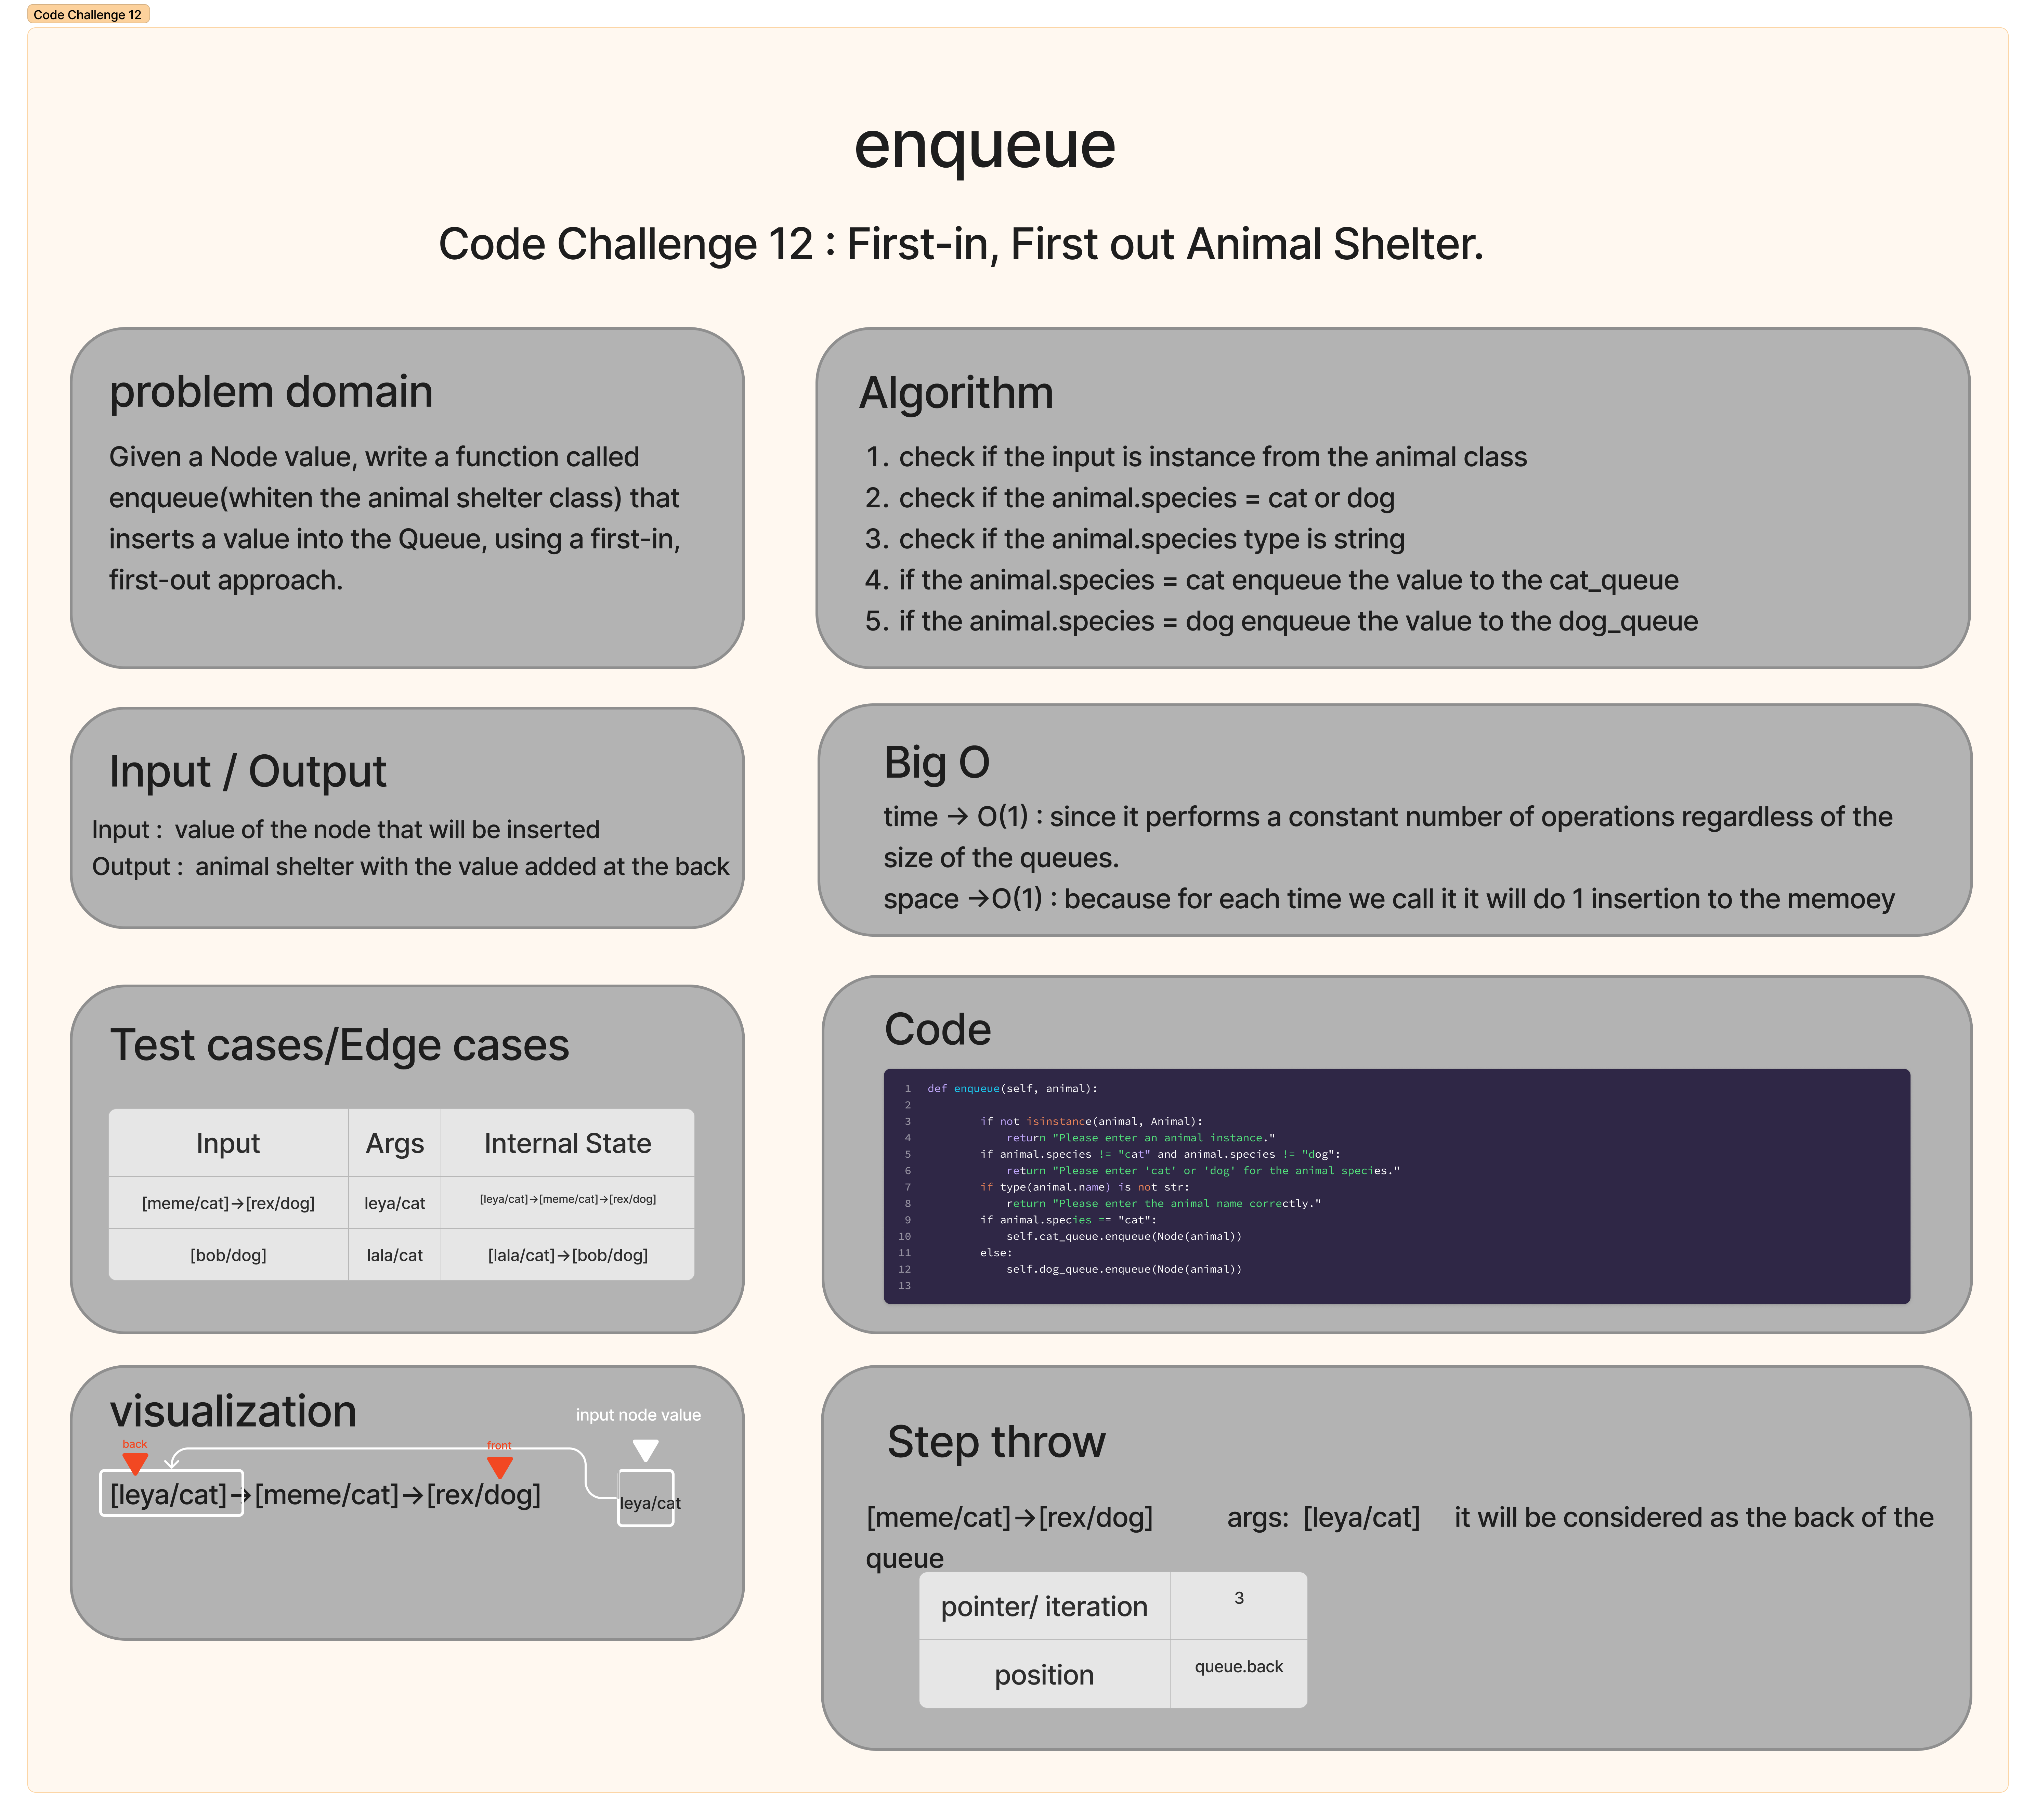 Code Challenge 12
enqueue
Code Challenge 12 : First-in, First out Animal Shelter.
problem domain
Given a Node value, write a function called
enqueue(whiten the animal shelter class) that
inserts a value into the Queue, using a first-in,
first-out approach.
Algorithm
1. check if the input is instance from the animal class
2. check if the animal.species = cat or dog
3. check if the animal.species type is string
4. if the animal.species = cat enqueue the value to the cat_queue
5. if the animal.species = dog enqueue the value to the dog_queue
Input / Output
Input : value of the node that will be inserted
Output : animal shelter with the value added at the back
Big O
time → O(1) : since it performs a constant number of operations regardless of the
size of the queues.
space →O(1) : because for each time we call it it will do 1 insertion to the memoey
Test cases/Edge cases
Input Args Internal State
[meme/cat]→[rex/dog] leya/cat [leya/cat]→[meme/cat]→[rex/dog]
[bob/dog] lala/cat [lala/cat]→[bob/dog]
Code
1 def enqueue(self, animal):
2
3 if not isinstance(animal, Animal):
4 return "Please enter an animal instance."
5 if animal.species != "cat" and animal.species != "dog":
6 return "Please enter 'cat' or 'dog' for the animal species."
7 if type(animal.name) is not str:
8 return "Please enter the animal name correctly."
9 if animal.species == "cat":
10 self.cat_queue.enqueue(Node(animal))
11 else:
12 self.dog_queue.enqueue(Node(animal))
13
visualization
input node value
back
front
[leya/cat]→[meme/cat]→[rex/dog]
leya/cat
Step throw
[meme/cat]→[rex/dog] args: [leya/cat] it will be considered as the back of the
queue
pointer/ iteration 3
position queue.back